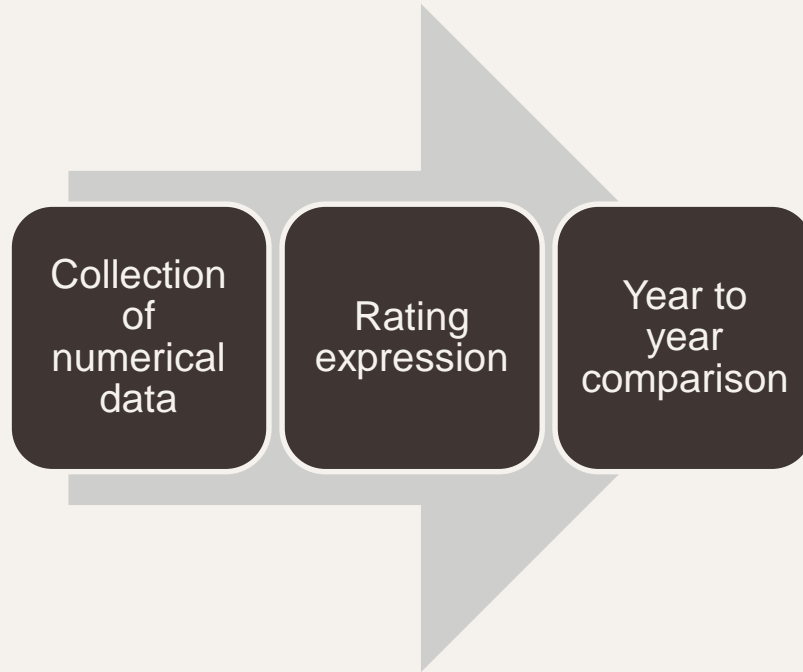 Collection
of
numerical
data
Rating
expression
Year to
year
comparison